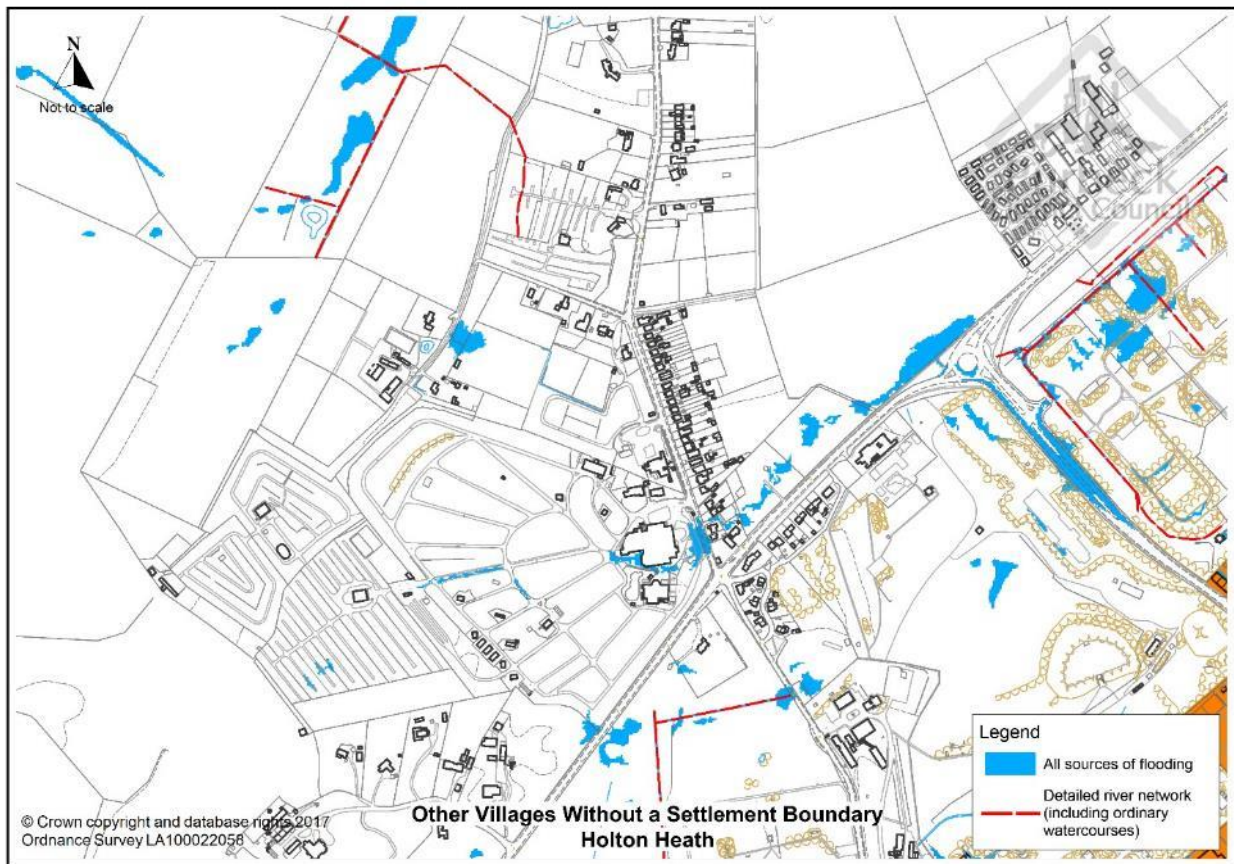 N
Not to scale
Council
Legend
All sources of flooding
Detailed river network
(including ordinary
watercourses)
© Crown copyright and database rights 2017
Ordnance Survey LA100022058
Other Villages Without a Settlement Boundary
Holton Heath